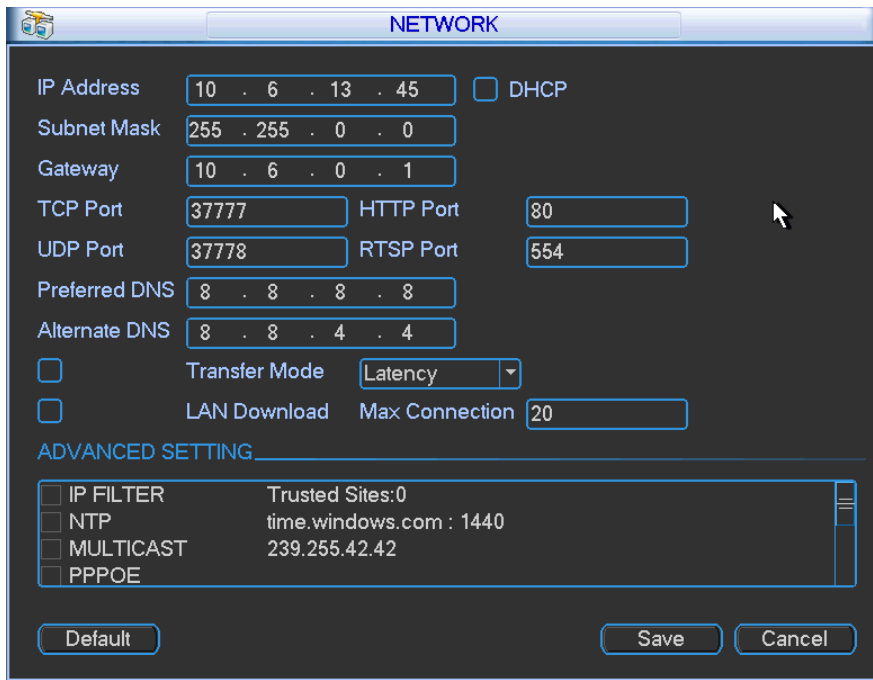 NETWORK
IP Address 10 . 6 . 13 . 45 DHCP
Subnet Mask 255 . 255 . 0 . 0
Gateway 10 . 6 . 0 . 1
TCP Port 37777 HTTP Port 80
UDP Port 37778 RTSP Port 554
Preferred DNS 8 . 8 . 8 . 8
Alternate DNS 8 . 8 . 4 . 4
Transfer Mode Latency
LAN Download Max Connection 20
ADVANCED SETTING
IP FILTER Trusted Sites:0
NTP time.windows.com : 1440
MULTICAST 239.255.42.42
PPPOE
Default Save Cancel